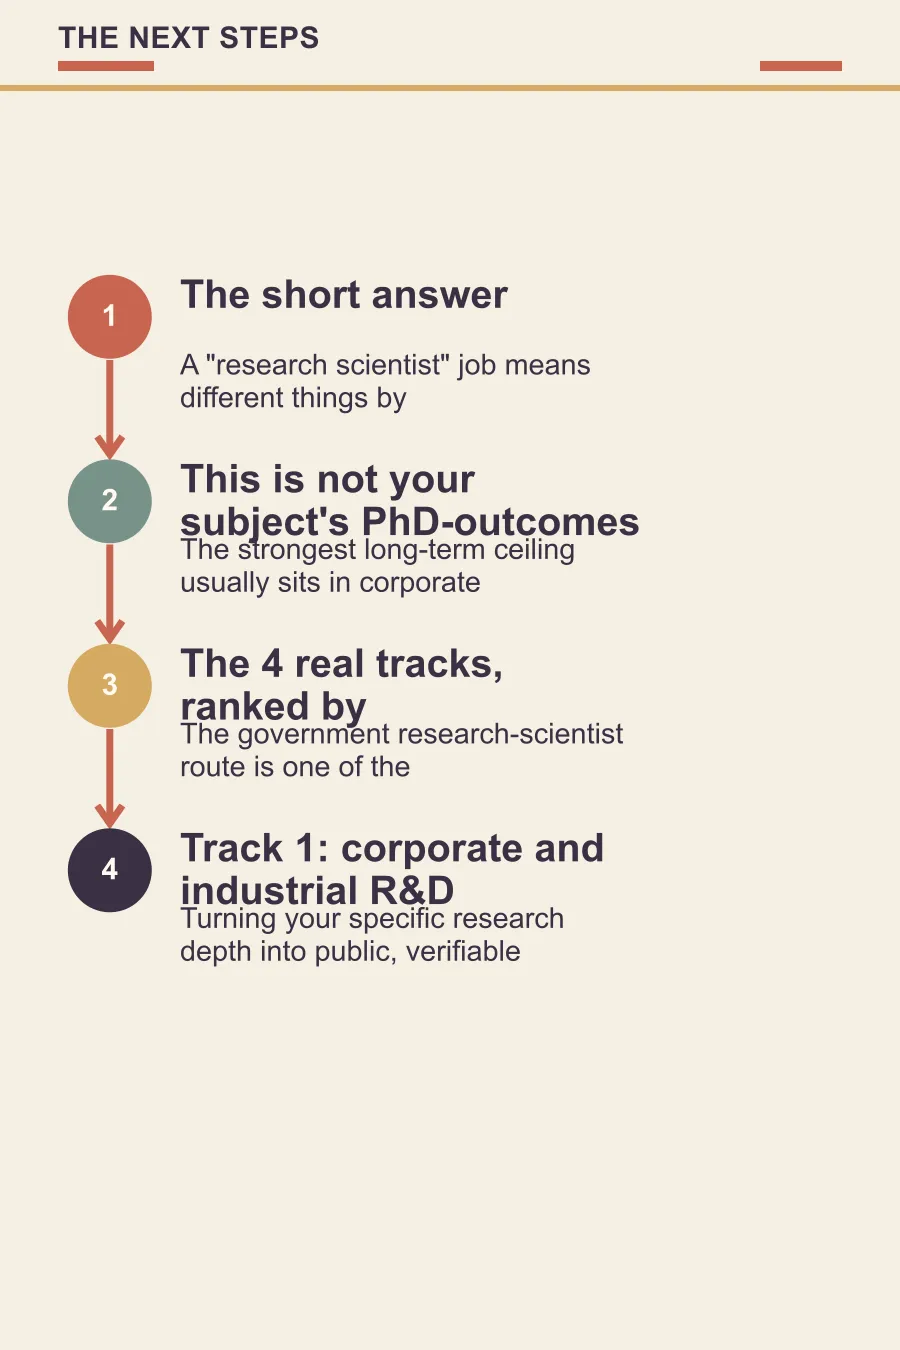 THE NEXT STEPS
1
The short answer
A "research scientist" job means
different things by
2
This is not your
subject's PhD-outcomes
The strongest long-term ceiling
usually sits in corporate
3
The 4 real tracks,
ranked by
The government research-scientist
route is one of the
4
Track 1: corporate and
industrial R&D
Turning your specific research
depth into public, verifiable